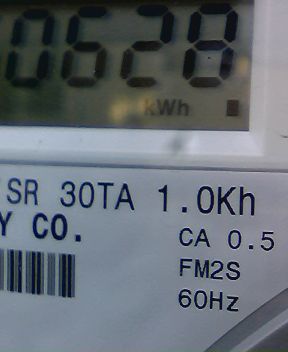 0628
kWh
SR 30TA 1.0Kh
Y CO.
CA 0.5
FM2S
60Hz